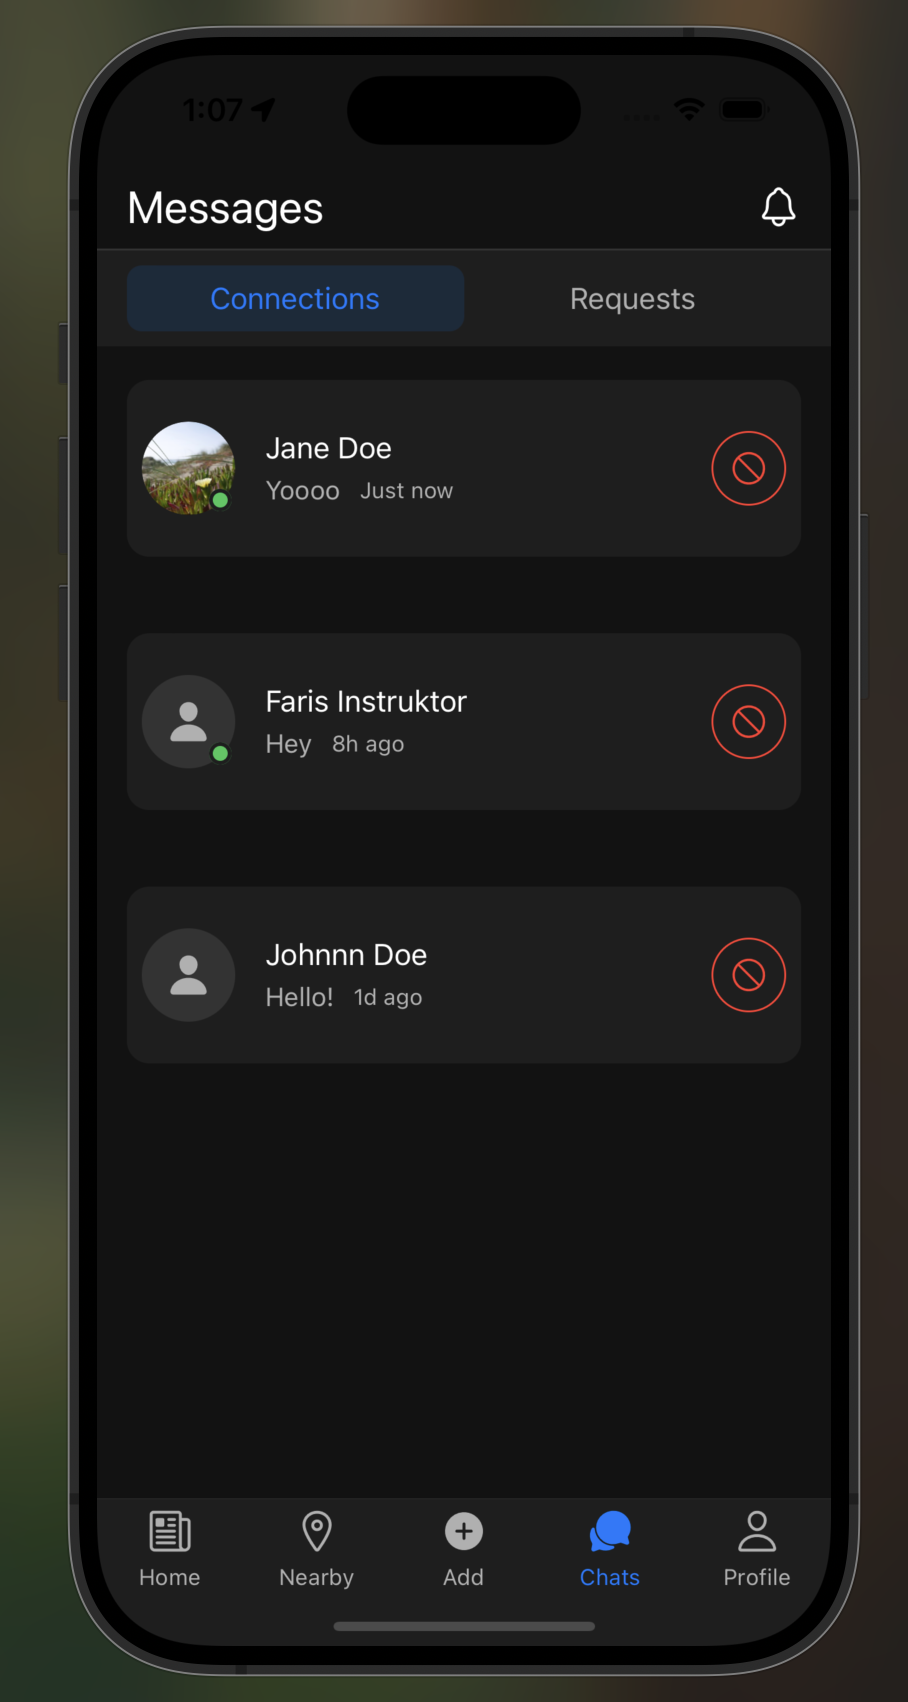 1:07
Messages
Connections Requests
Jane Doe
Yoooo Just now
Faris Instruktor
Hey 8h ago
Johnnn Doe
Hello! 1d ago
Home Nearby Add Chats Profile